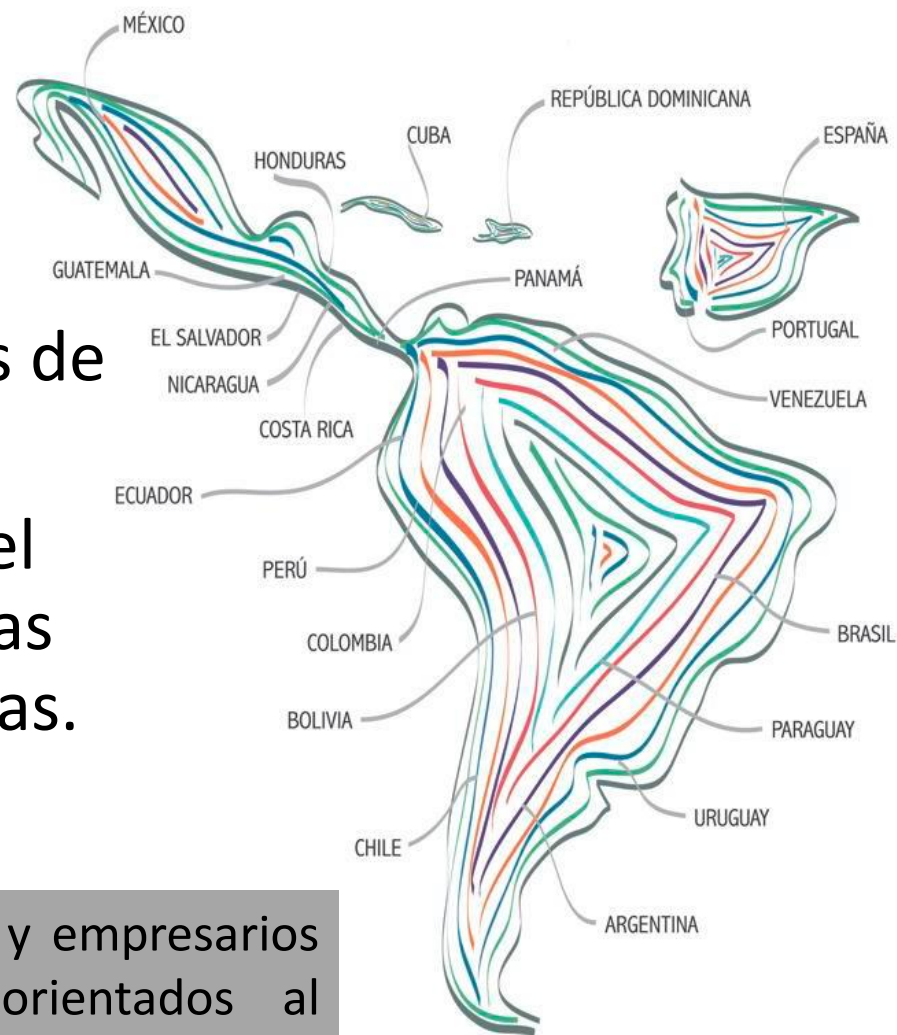 MÉXICO
REPÚBLICA DOMINICANA
CUBA
ESPAÑA
HONDURAS
GUATEMALA
PANAMÁ
EL SALVADOR
PORTUGAL
s de
NICARAGUA
VENEZUELA
COSTA RICA
ECUADOR
el
PERÚ
as
BRASIL
COLOMBIA
as.
BOLIVIA
PARAGUAY
URUGUAY
CHILE
ARGENTINA
y empresarios
orientados al